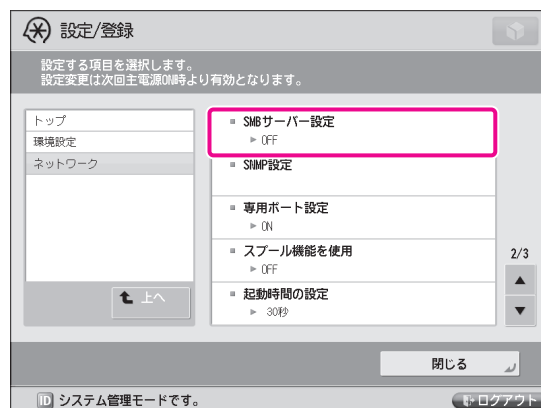 設定/登録
設定する項目を選択します。
設定変更は次回主電源ON時より有効となります。
トップ
環境設定
ネットワーク
上へ
SMBサーバー設定
OFF
SNMP設定
専用ポート設定
ON
スプール機能を使用
OFF
起動時間の設定
30秒
2/3
閉じる
ID システム管理モードです。
ログアウト